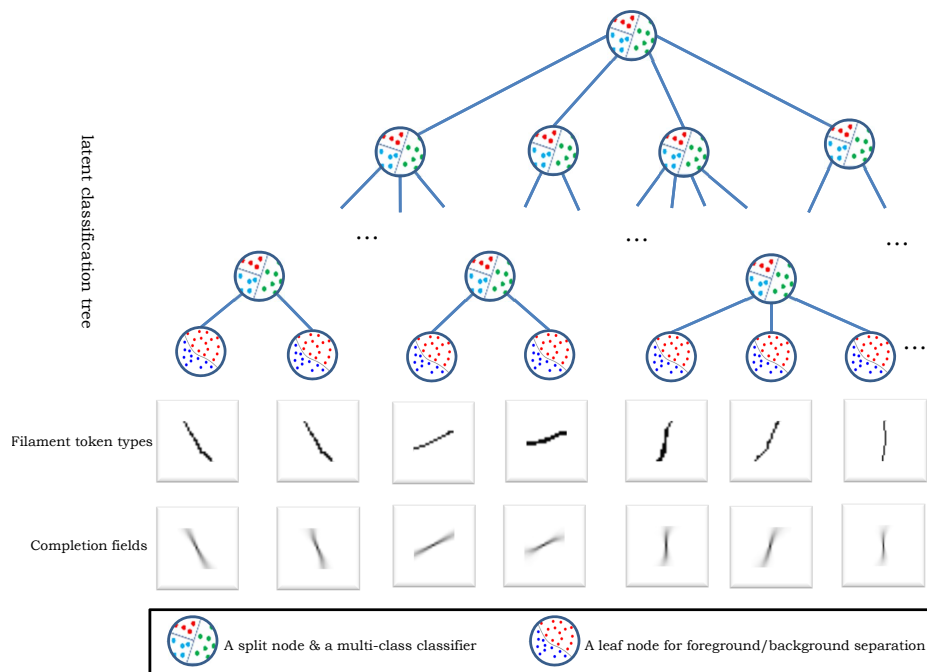 latent classification tree
...
...
...
...
Filament token types
Completion fields
A split node & a multi-class classifier
A leaf node for foreground/background separation